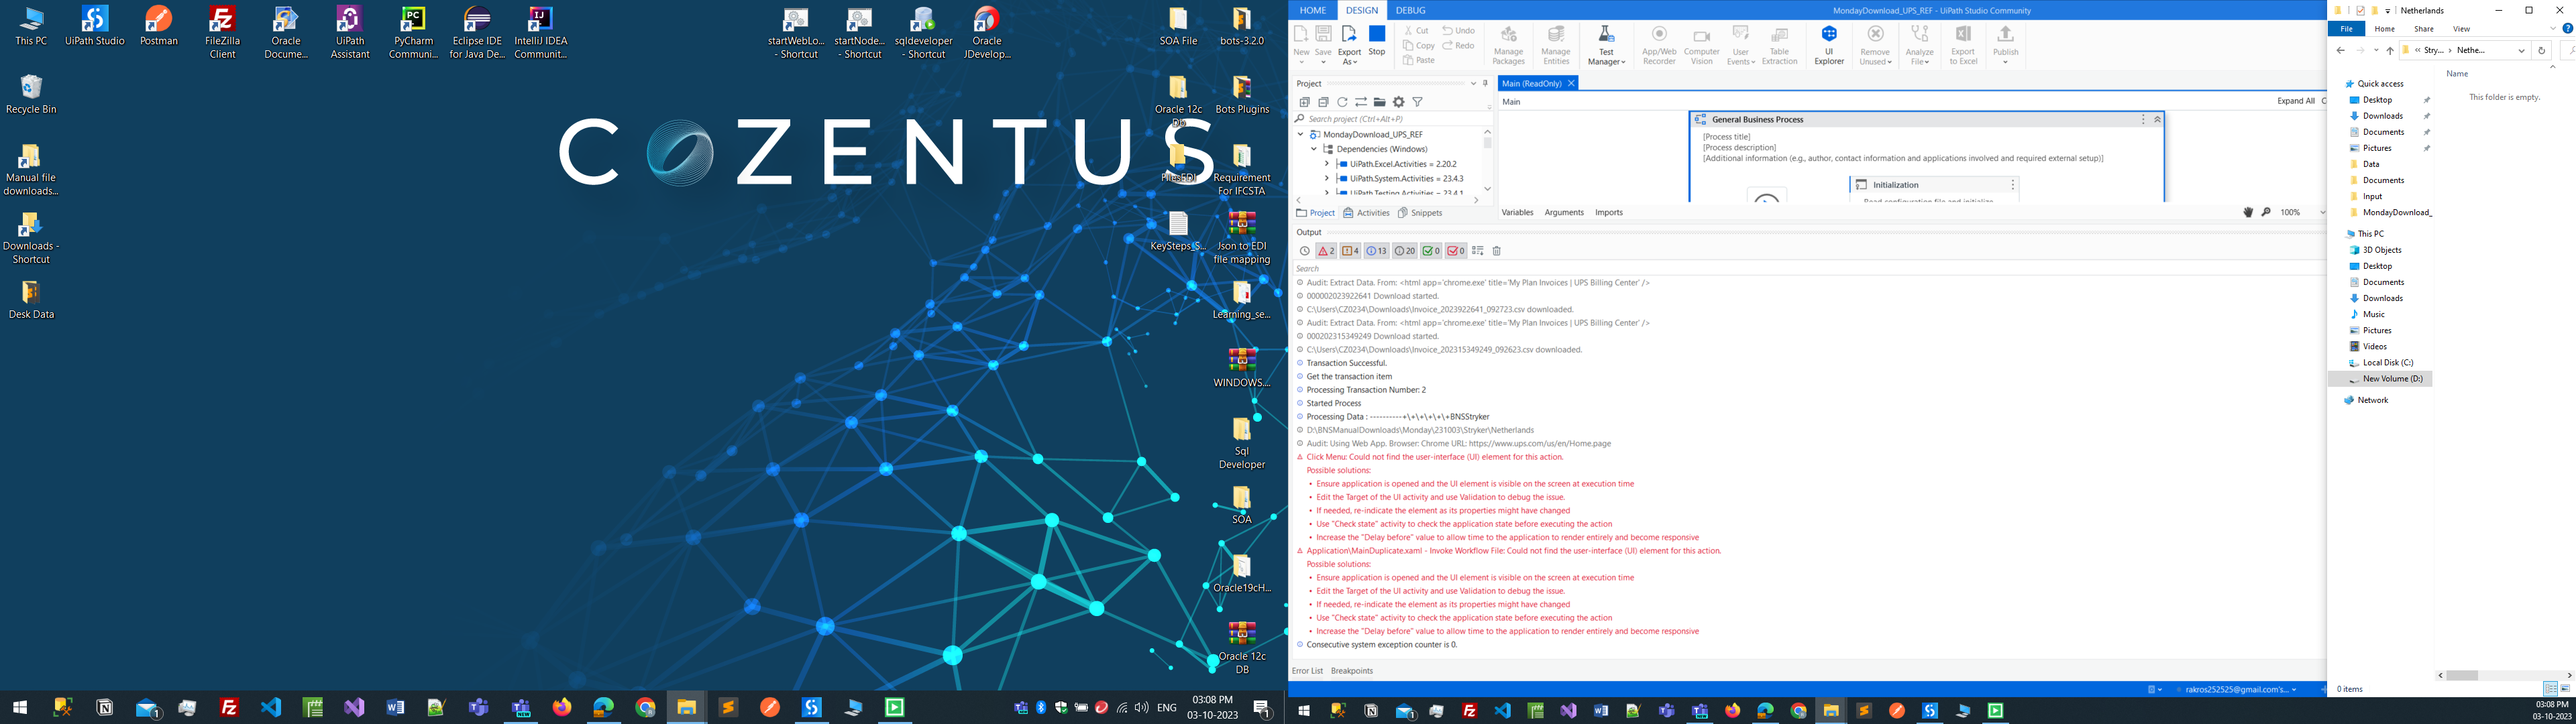 This PC
UiPath Studio
Postman
FileZilla
Client
Oracle
Docume...
UiPath
Assistant
PyCharm
Communi...
Eclipse IDE
for Java De...
IntelliJ IDEA
Communit...
startWebLo...
- Shortcut
startNode...
- Shortcut
sqldeveloper
- Shortcut
Oracle
JDevelop...
SOA File
bots-3.2.0
Recycle Bin
Oracle 12c
Db
Bots Plugins
COZENTUS
Manual file
downloads...
Requirement
For IFCSTA
Downloads -
Shortcut
KeySteps_S...
Json to EDI
file mapping
Desk Data
Learning_se...
WINDOWS....
Sql
Developer
SOA
Oracle19cH...
Oracle 12c
DB
ENG
03:08 PM
03-10-2023
HOME
DESIGN
DEBUG
MondayDownload_UPS_REF - UiPath Studio Community
New
Save
Export
As
Stop
Cut
Copy
Paste
Undo
Redo
Manage
Packages
Manage
Entities
Test
Manager
App/Web
Recorder
Computer
Vision
User
Events
Table
Extraction
UI
Explorer
Remove
Unused
Analyze
File
Export
to Excel
Publish
Project
Main (ReadOnly)
Main
Expand All
Search project (Ctrl+Alt+P)
MondayDownload_UPS_REF
Dependencies (Windows)
UiPath.Excel.Activities = 2.20.2
UiPath.System.Activities = 23.4.3
UiPath.Testing.Activities = 23.4.1
General Business Process
[Process title]
[Process description]
[Additional information (e.g., author, contact information and applications involved and required external setup)]
Initialization
Read configuration file and initialize
Project
Activities
Snippets
Variables
Arguments
Imports
100%
Output
2
4
13
20
0
0
Search
Audit: Extract Data. From: <html app='chrome.exe' title='My Plan Invoices | UPS Billing Center' />
000002023922641 Download started.
C:\Users\CZ0234\Downloads\Invoice_2023922641_092723.csv downloaded.
Audit: Extract Data. From: <html app='chrome.exe' title='My Plan Invoices | UPS Billing Center' />
000202315349249 Download started.
C:\Users\CZ0234\Downloads\Invoice_202315349249_092623.csv downloaded.
Transaction Successful.
Get the transaction item
Processing Transaction Number: 2
Started Process
Processing Data : ----------+\+\+\+\+\+BNSStryker
D:\BNSManualDownloads\Monday\231003\Stryker\Netherlands
Audit: Using Web App. Browser: Chrome URL: https://www.ups.com/us/en/Home.page
Click Menu: Could not find the user-interface (UI) element for this action.
Possible solutions:
• Ensure application is opened and the UI element is visible on the screen at execution time
• Edit the Target of the UI activity and use Validation to debug the issue.
• If needed, re-indicate the element as its properties might have changed
• Use "Check state" activity to check the application state before executing the action
• Increase the "Delay before" value to allow time to the application to render entirely and become responsive
Application\MainDuplicate.xaml - Invoke Workflow File: Could not find the user-interface (UI) element for this action.
Possible solutions:
• Ensure application is opened and the UI element is visible on the screen at execution time
• Edit the Target of the UI activity and use Validation to debug the issue.
• If needed, re-indicate the element as its properties might have changed
• Use "Check state" activity to check the application state before executing the action
• Increase the "Delay before" value to allow time to the application to render entirely and become responsive
Consecutive system exception counter is 0.
Error List
Breakpoints
rakros252525@gmail.com's...
Netherlands
File
Home
Share
View
Stry...
Nethe...
Name
This folder is empty.
Quick access
Desktop
Downloads
Documents
Pictures
Data
Documents
Input
MondayDownload_
This PC
3D Objects
Desktop
Documents
Downloads
Music
Pictures
Videos
Local Disk (C:)
New Volume (D:)
Network
0 items
03:08 PM
03-10-2023